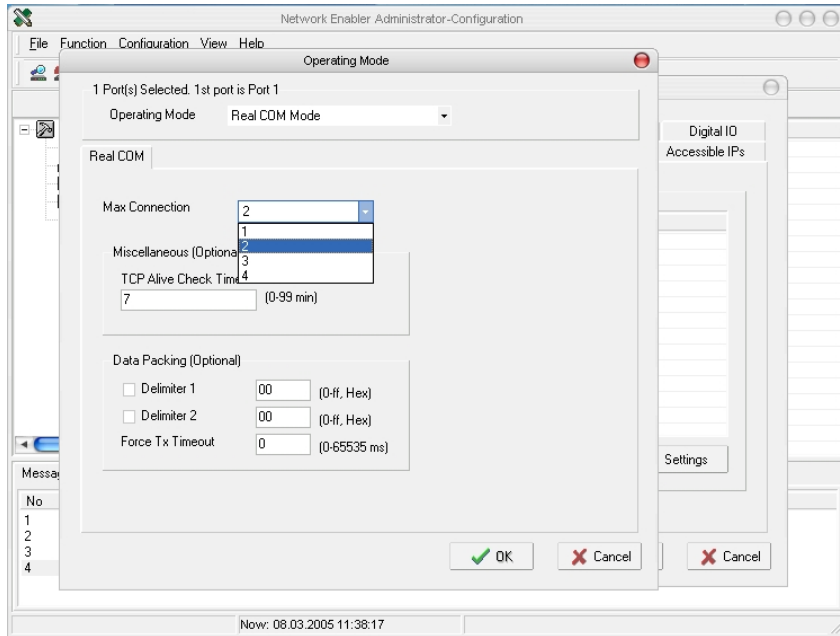 Network Enabler Administrator-Configuration
File Function Configuration View Help
Operating Mode
1 Port(s) Selected. 1st port is Port 1
Operating Mode Real COM Mode
Digital IO
Real COM
Accessible IPs
Max Connection 2
1
2
3
4
Miscellaneous (Optiona
TCP Alive Check Time
7 (0-99 min)
Data Packing (Optional)
Delimiter 1 00 (0-ff, Hex)
Delimiter 2 00 (0-ff, Hex)
Force Tx Timeout 0 (0-65535 ms)
Settings
Messa
No
1
2
3
4
OK Cancel Cancel
Now: 08.03.2005 11:38:17